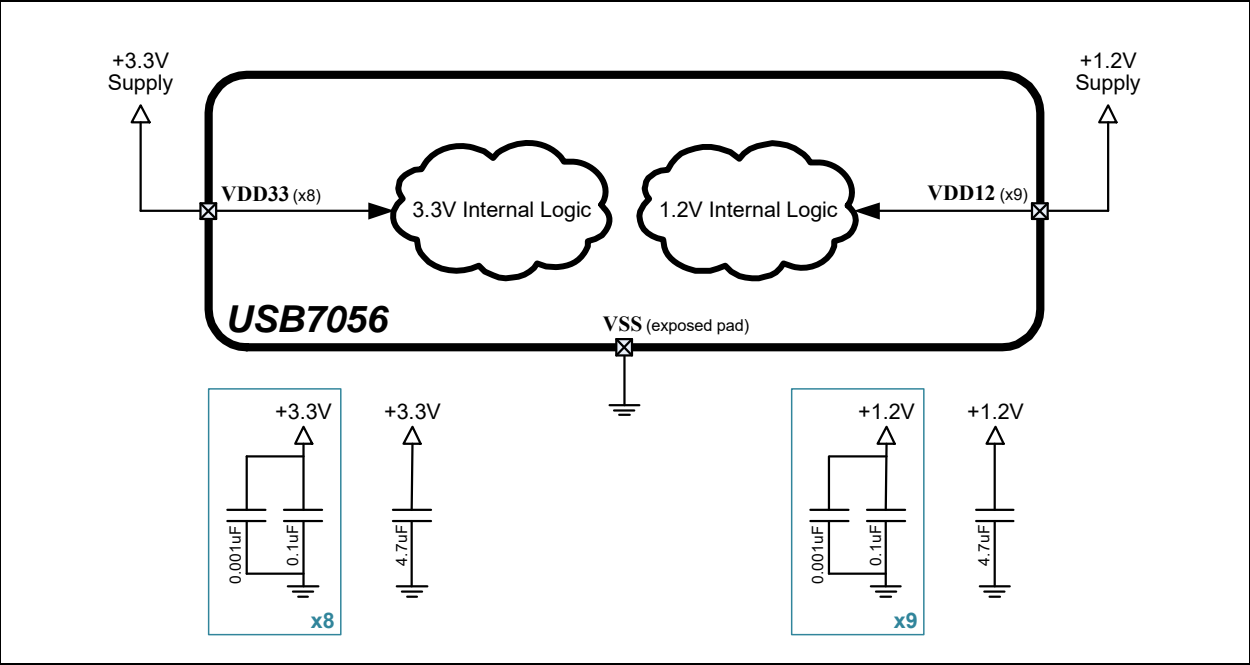 +3.3V
Supply
+1.2V
Supply
VDD33 (x8)
3.3V Internal Logic
1.2V Internal Logic
VDD12 (x9)
USB7056
VSS (exposed pad)
+3.3V
+3.3V
+1.2V
+1.2V
0.001uF
0.1uF
4.7uF
0.001uF
0.1uF
4.7uF
x8
x9